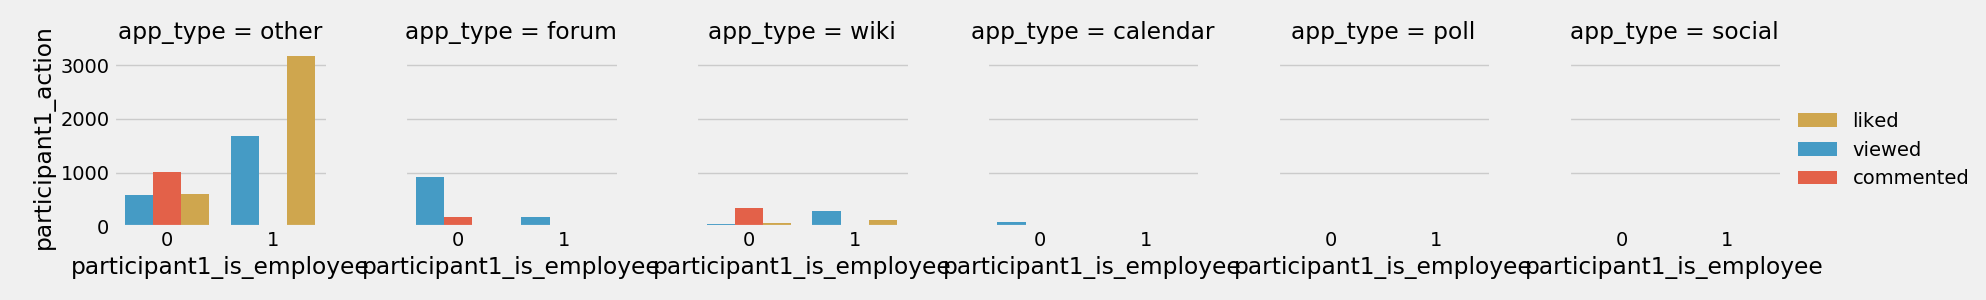 app_type = other
app_type = forum
app_type = wiki
app_type = calendar
app_type = poll
app_type = social
participant1_action
3000
2000
1000
0
0 1
0 1
0 1
0 1
0 1
0 1
participant1_is_employee
participant1_is_employee
participant1_is_employee
participant1_is_employee
participant1_is_employee
participant1_is_employee
liked
viewed
commented